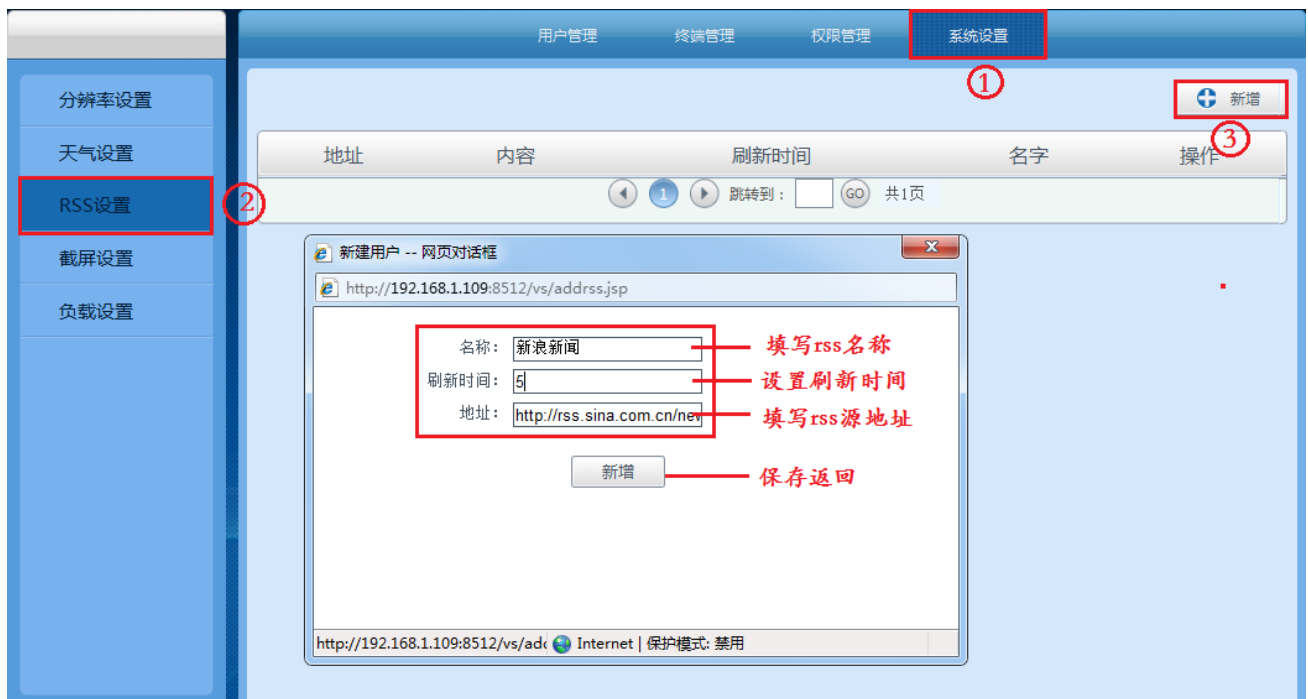 用户管理 终端管理 权限管理 系统设置
①
分辨率设置
新增
③
天气设置
地址 内容 刷新时间 名字 操作
RSS设置
②
1 跳转到： GO 共1页
截屏设置
负载设置
新建用户 -- 网页对话框
http://192.168.1.109:8512/vs/addrss.jsp
名称： 新浪新闻 填写rss名称
刷新时间： 5 设置刷新时间
地址： http://rss.sina.com.cn/nev 填写rss源地址
新增 保存返回
http://192.168.1.109:8512/vs/adc Internet | 保护模式: 禁用